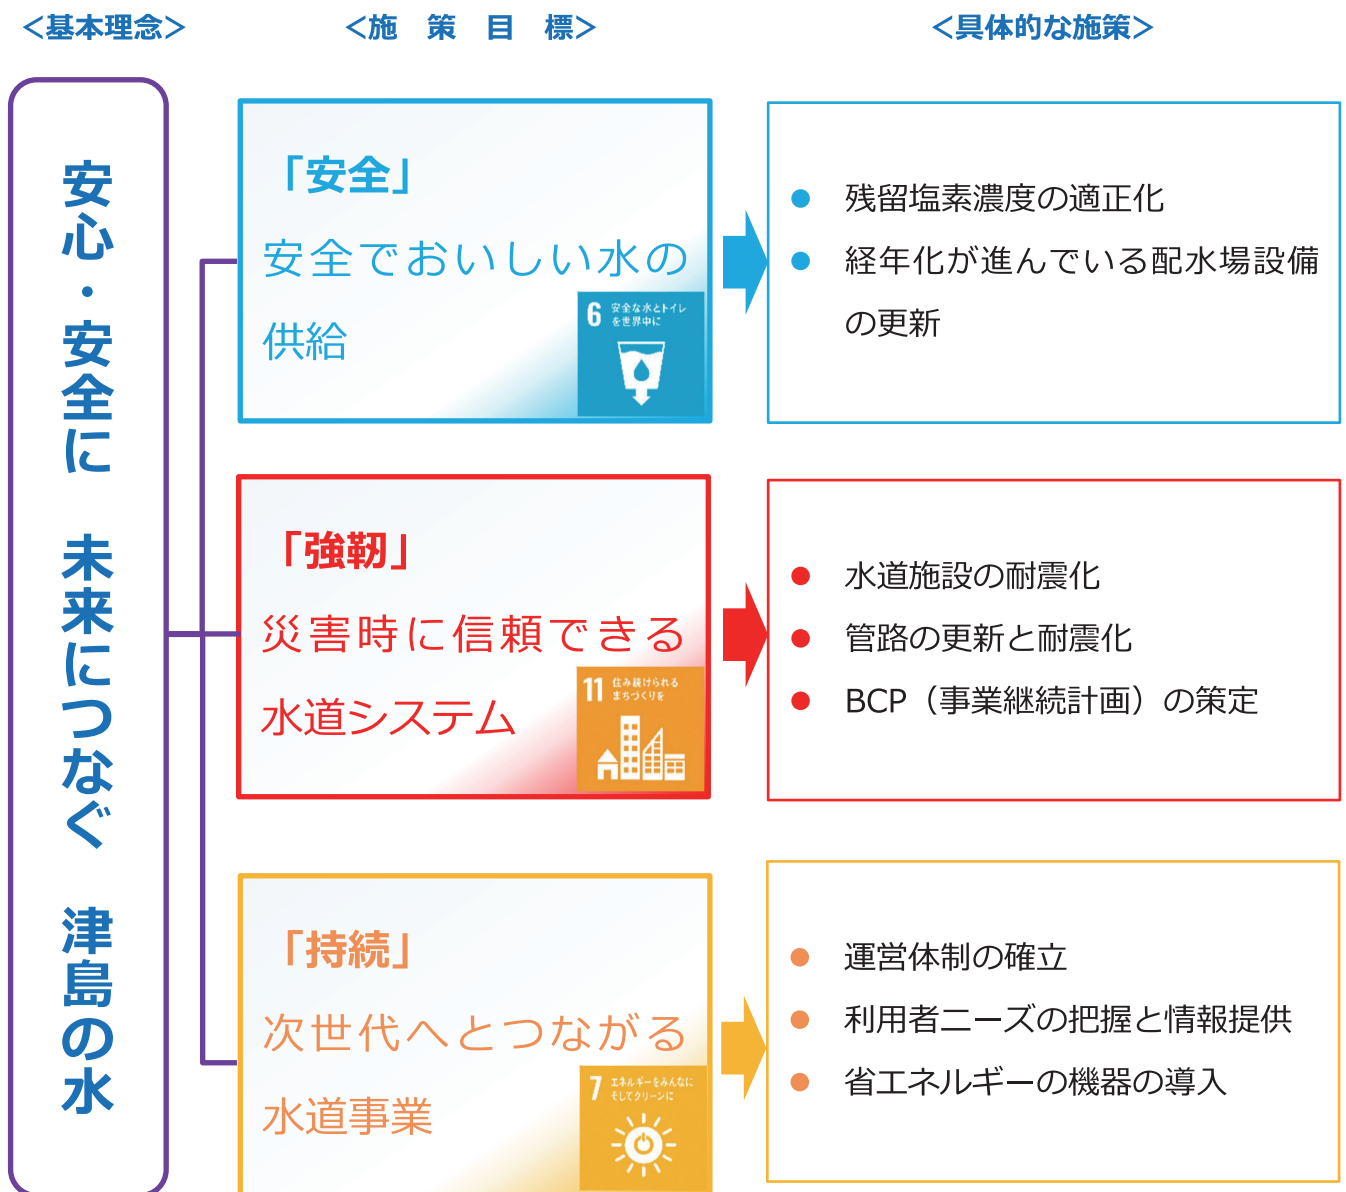 ＜基本理念＞
＜施　策　目　標＞
＜具体的な施策＞
安心・安全に　未来につなぐ　津島の水
「安全」
安全でおいしい水の
供給
6 安全な水とトイレ
を世界中に
● 残留塩素濃度の適正化
● 経年化が進んでいる配水場設備
の更新
「強靭」
災害時に信頼できる
水道システム
11 住み続けられる
まちづくりを
● 水道施設の耐震化
● 管路の更新と耐震化
● BCP（事業継続計画）の策定
「持続」
次世代へとつながる
水道事業
7 エネルギーをみんなに
そしてクリーンに
● 運営体制の確立
● 利用者ニーズの把握と情報提供
● 省エネルギーの機器の導入